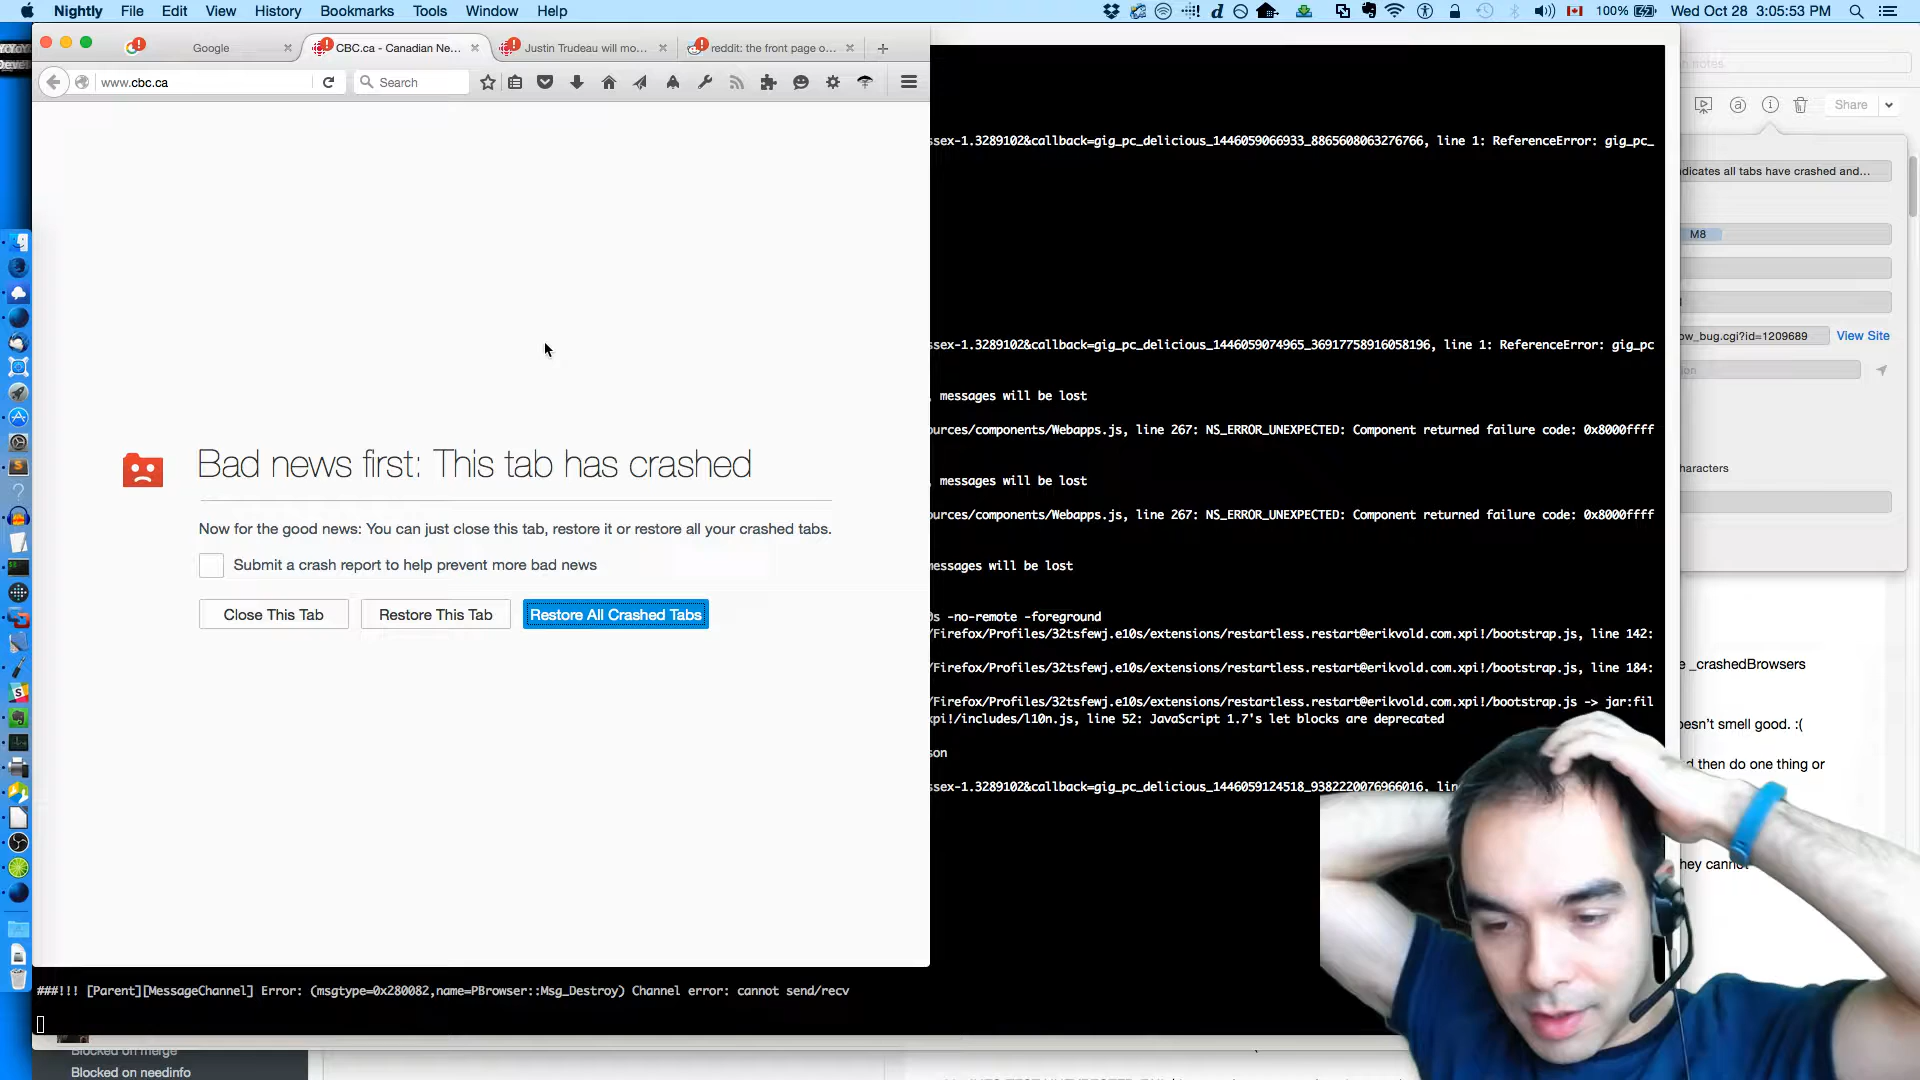 Nightly File Edit View History Bookmarks Tools Window Help
100% Wed Oct 28 3:05:53 PM
Google
CBC.ca - Canadian Ne...
Justin Trudeau will mo...
reddit: the front page o...
www.cbc.ca
Search
Bad news first: This tab has crashed
Now for the good news: You can just close this tab, restore it or restore all your crashed tabs.
Submit a crash report to help prevent more bad news
Close This Tab
Restore This Tab
Restore All Crashed Tabs
ssex-1.3289102&callback=gig_pc_delicious_1446059066933_8865608063276766, line 1: ReferenceError: gig_pc_
ssex-1.3289102&callback=gig_pc_delicious_1446059074965_36917758916058196, line 1: ReferenceError: gig_pc
, messages will be lost
ources/components/Webapps.js, line 267: NS_ERROR_UNEXPECTED: Component returned failure code: 0x8000ffff
, messages will be lost
ources/components/Webapps.js, line 267: NS_ERROR_UNEXPECTED: Component returned failure code: 0x8000ffff
messages will be lost
0s -no-remote -foreground
/Firefox/Profiles/32tsfewj.e10s/extensions/restartless.restart@erikvold.com.xpi!/bootstrap.js, line 142:
/Firefox/Profiles/32tsfewj.e10s/extensions/restartless.restart@erikvold.com.xpi!/bootstrap.js, line 184:
/Firefox/Profiles/32tsfewj.e10s/extensions/restartless.restart@erikvold.com.xpi!/bootstrap.js -> jar:fil
xpi!/includes/l10n.js, line 52: JavaScript 1.7's let blocks are deprecated
son
ssex-1.3289102&callback=gig_pc_delicious_1446059124518_9382220076966016, lin
###!!! [Parent][MessageChannel] Error: (msgtype=0x280082,name=PBrowser::Msg_Destroy) Channel error: cannot send/recv
Blocked on merge
Blocked on needinfo
notes
Share
dicates all tabs have crashed and...
M8
ow_bug.cgi?id=1209689
View Site
haracters
e _crashedBrowsers
esn't smell good. :(
d then do one thing or
hey cannot